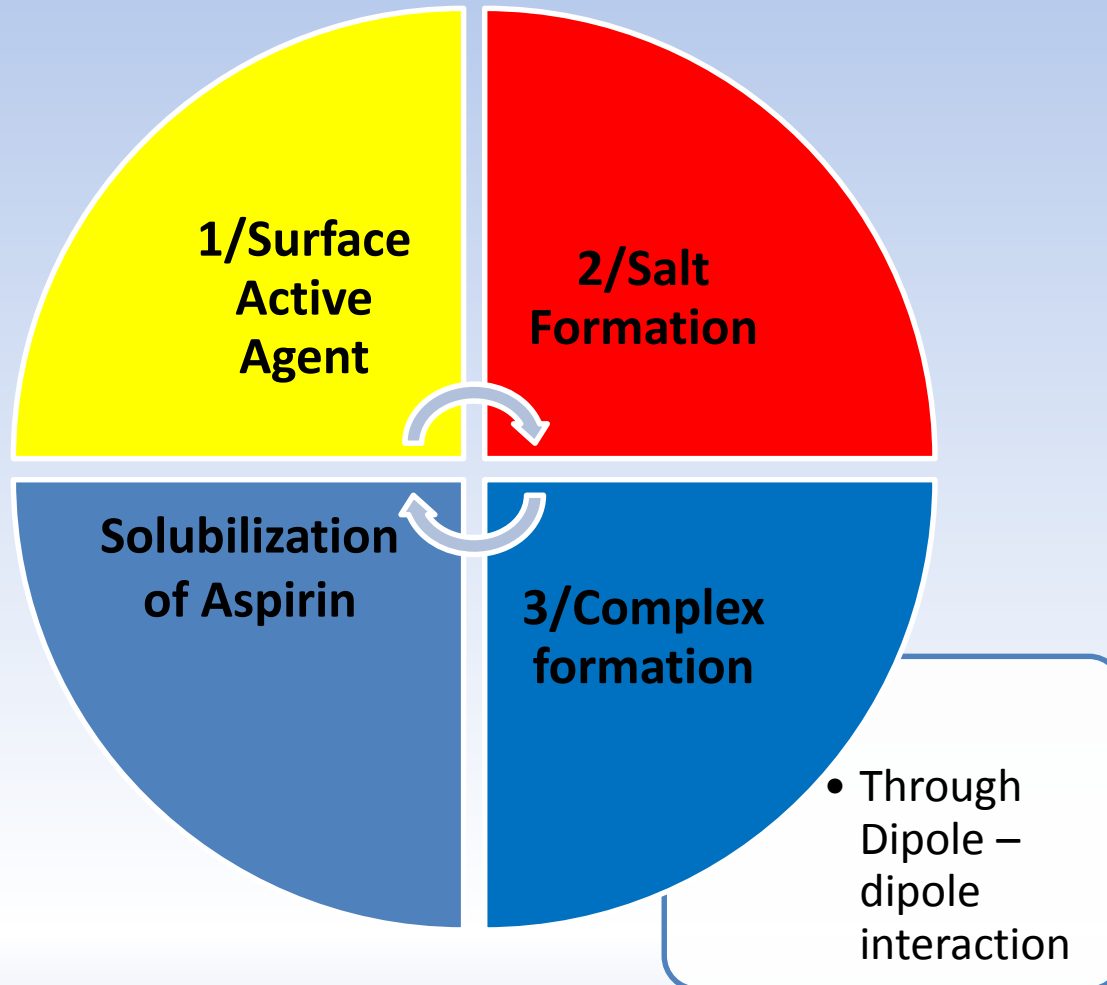 1/Surface
Active
Agent
2/Salt
Formation
Solubilization
of Aspirin
3/Complex
formation
• Through
Dipole –
dipole
interaction